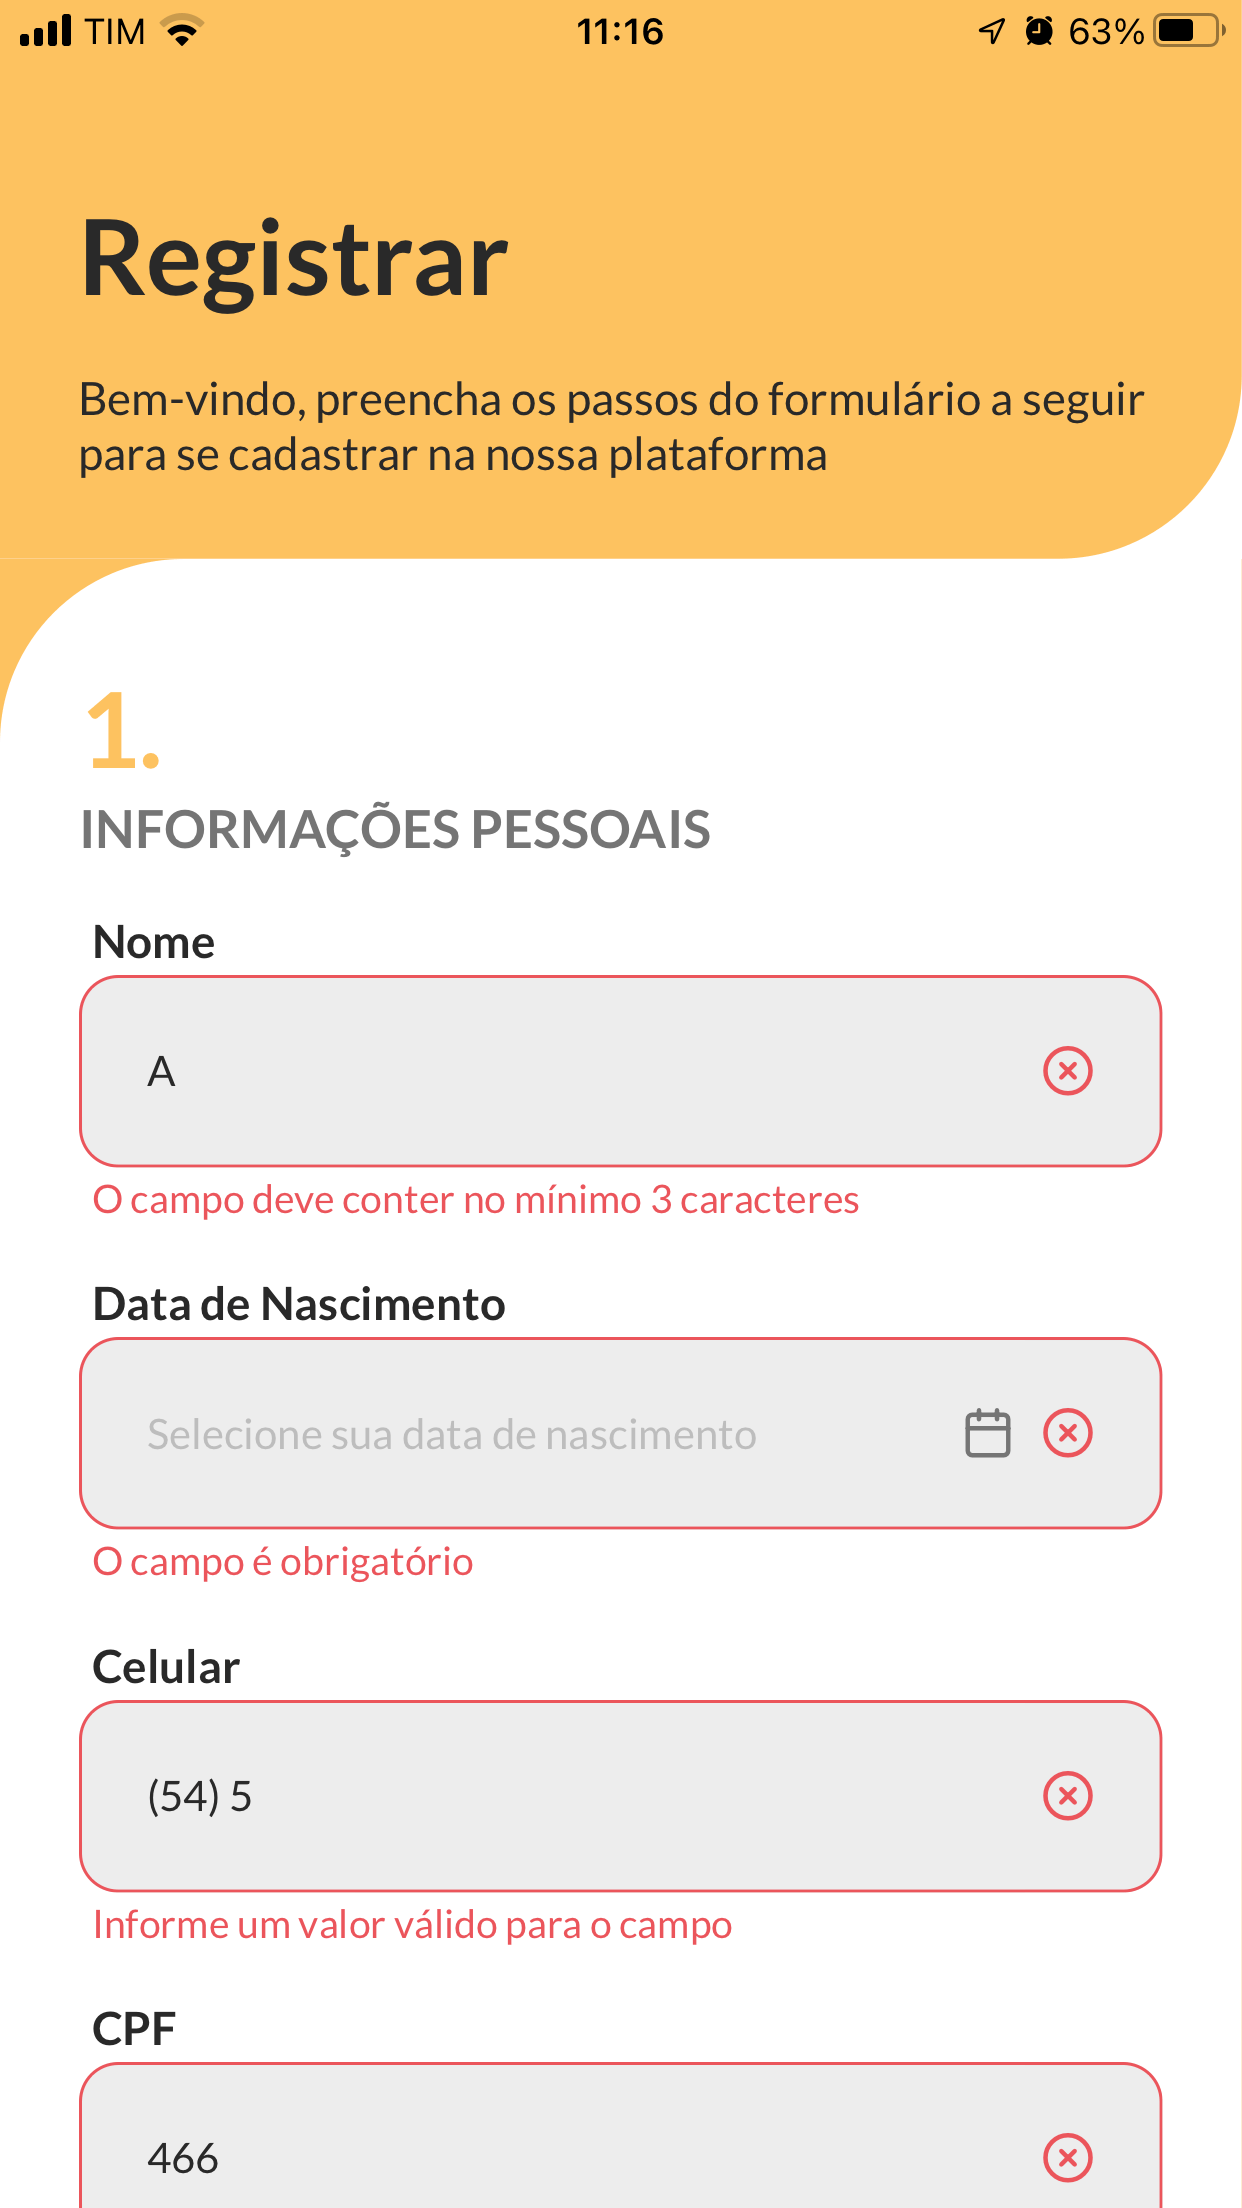 TIM 11:16 63%
Registrar
Bem-vindo, preencha os passos do formulário a seguir
para se cadastrar na nossa plataforma
1.
INFORMAÇÕES PESSOAIS
Nome
A
O campo deve conter no mínimo 3 caracteres
Data de Nascimento
Selecione sua data de nascimento
O campo é obrigatório
Celular
(54) 5
Informe um valor válido para o campo
CPF
466